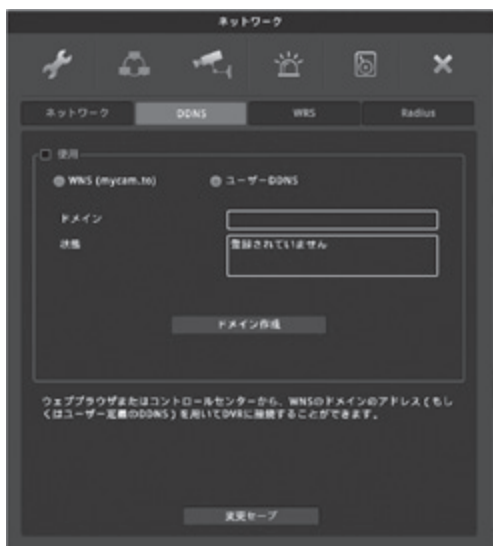 ネットワーク
ネットワーク DDNS WRS Radius
使用
WNS (mycam.to) ユーザーDDNS
ドメイン
状態 登録されていません
ドメイン作成
ウェブブラウザまたはコントロールセンターから、WNSのドメインのアドレス(もし
くはユーザー定義のDDNS)を用いてDVRに接続することができます。
変更セーブ